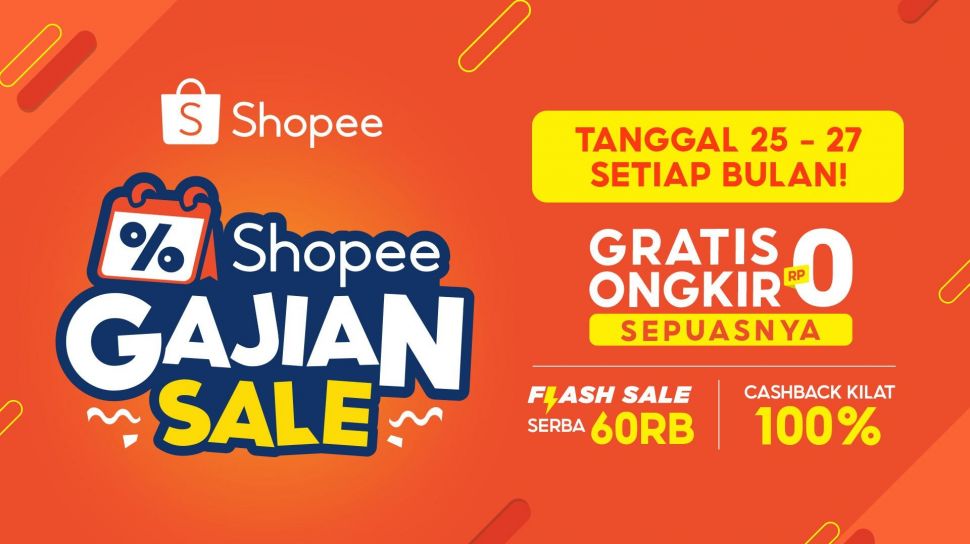 S Shopee
% Shopee
GAJIAN
SALE
TANGGAL 25 - 27
SETIAP BULAN!
GRATIS
ONGKIR RP 0
SEPUASNYA
FLASH SALE
SERBA 60RB
CASHBACK KILAT
100%